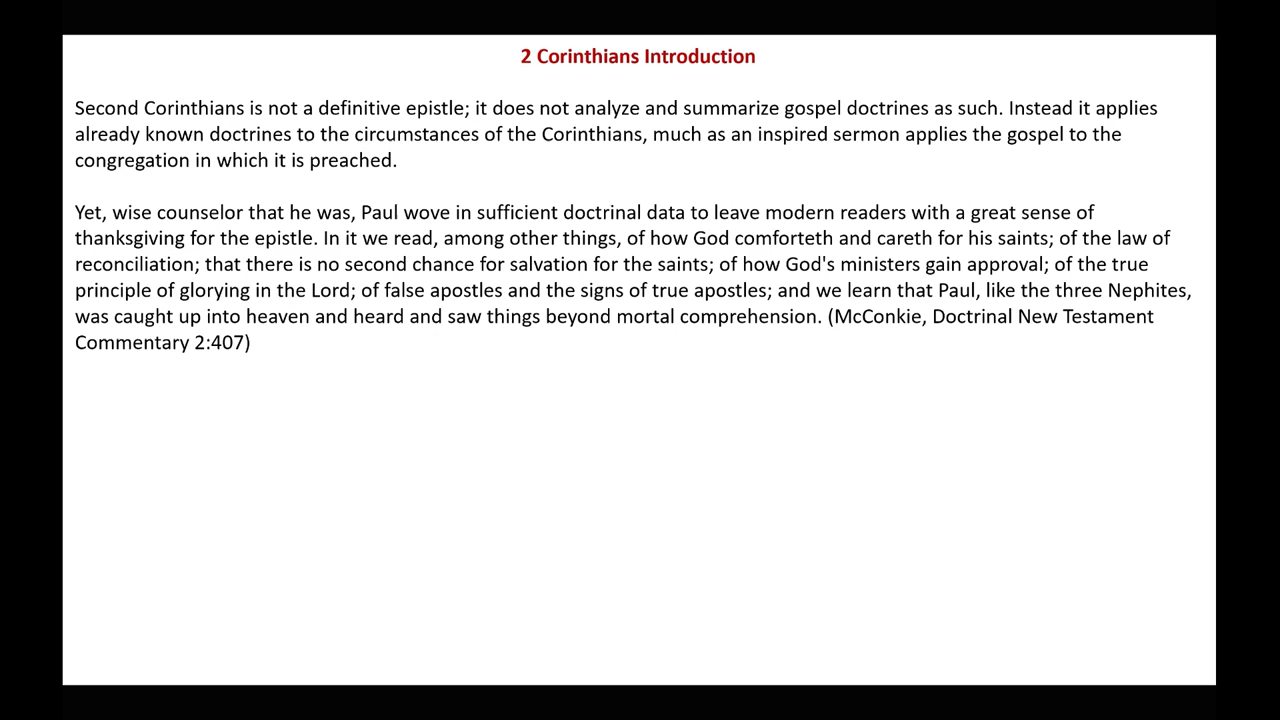 2 Corinthians Introduction
Second Corinthians is not a definitive epistle; it does not analyze and summarize gospel doctrines as such. Instead it applies
already known doctrines to the circumstances of the Corinthians, much as an inspired sermon applies the gospel to the
congregation in which it is preached.
Yet, wise counselor that he was, Paul wove in sufficient doctrinal data to leave modern readers with a great sense of
thanksgiving for the epistle. In it we read, among other things, of how God comforteth and careth for his saints; of the law of
reconciliation; that there is no second chance for salvation for the saints; of how God's ministers gain approval; of the true
principle of glorying in the Lord; of false apostles and the signs of true apostles; and we learn that Paul, like the three Nephites,
was caught up into heaven and heard and saw things beyond mortal comprehension. (McConkie, Doctrinal New Testament
Commentary 2:407)